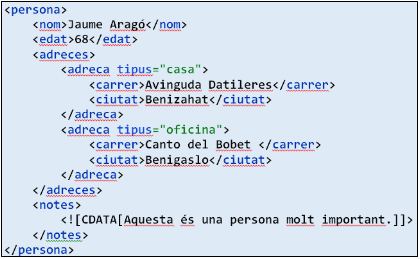 <persona>
    <nom>Jaume Aragó</nom>
    <edat>68</edat>
    <adreces>
        <adreca tipus="casa">
            <carrer>Avinguda Datileres</carrer>
            <ciutat>Benizahat</ciutat>
        </adreca>
        <adreca tipus="oficina">
            <carrer>Canto del Bobet </carrer>
            <ciutat>Benigaslo</ciutat>
        </adreca>
    </adreces>
    <notes>
        <![CDATA[Aquesta és una persona molt important.]]>
    </notes>
</persona>